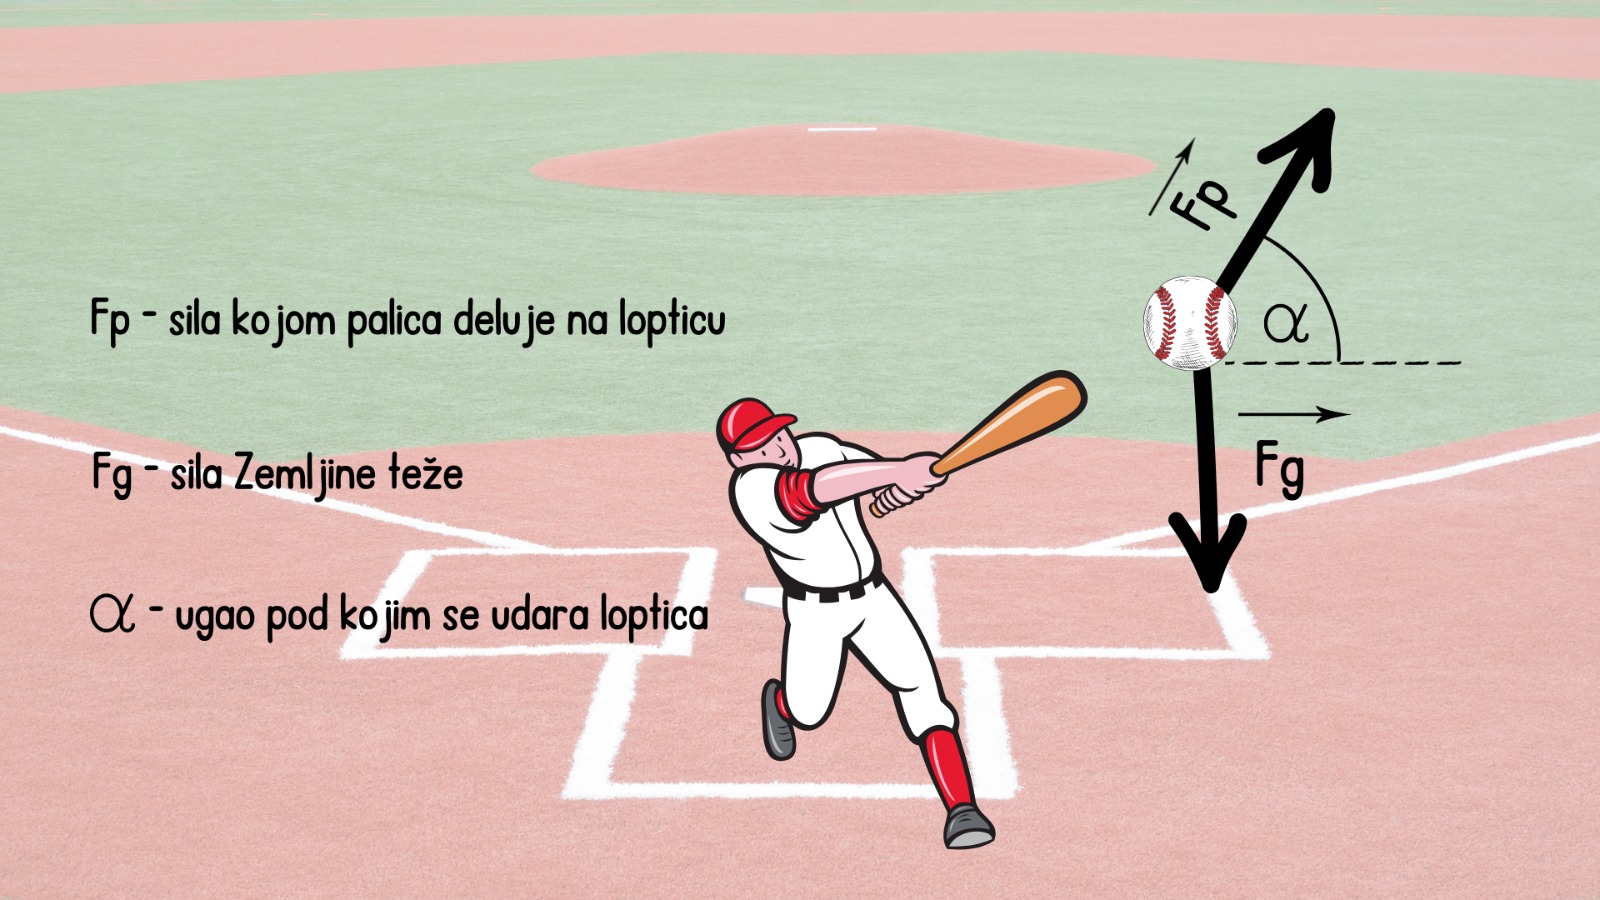 Fp - sila kojom palica deluje na lopticu
Fg - sila Zemljine teže
α - ugao pod kojim se udara loptica
Fp
α
Fg